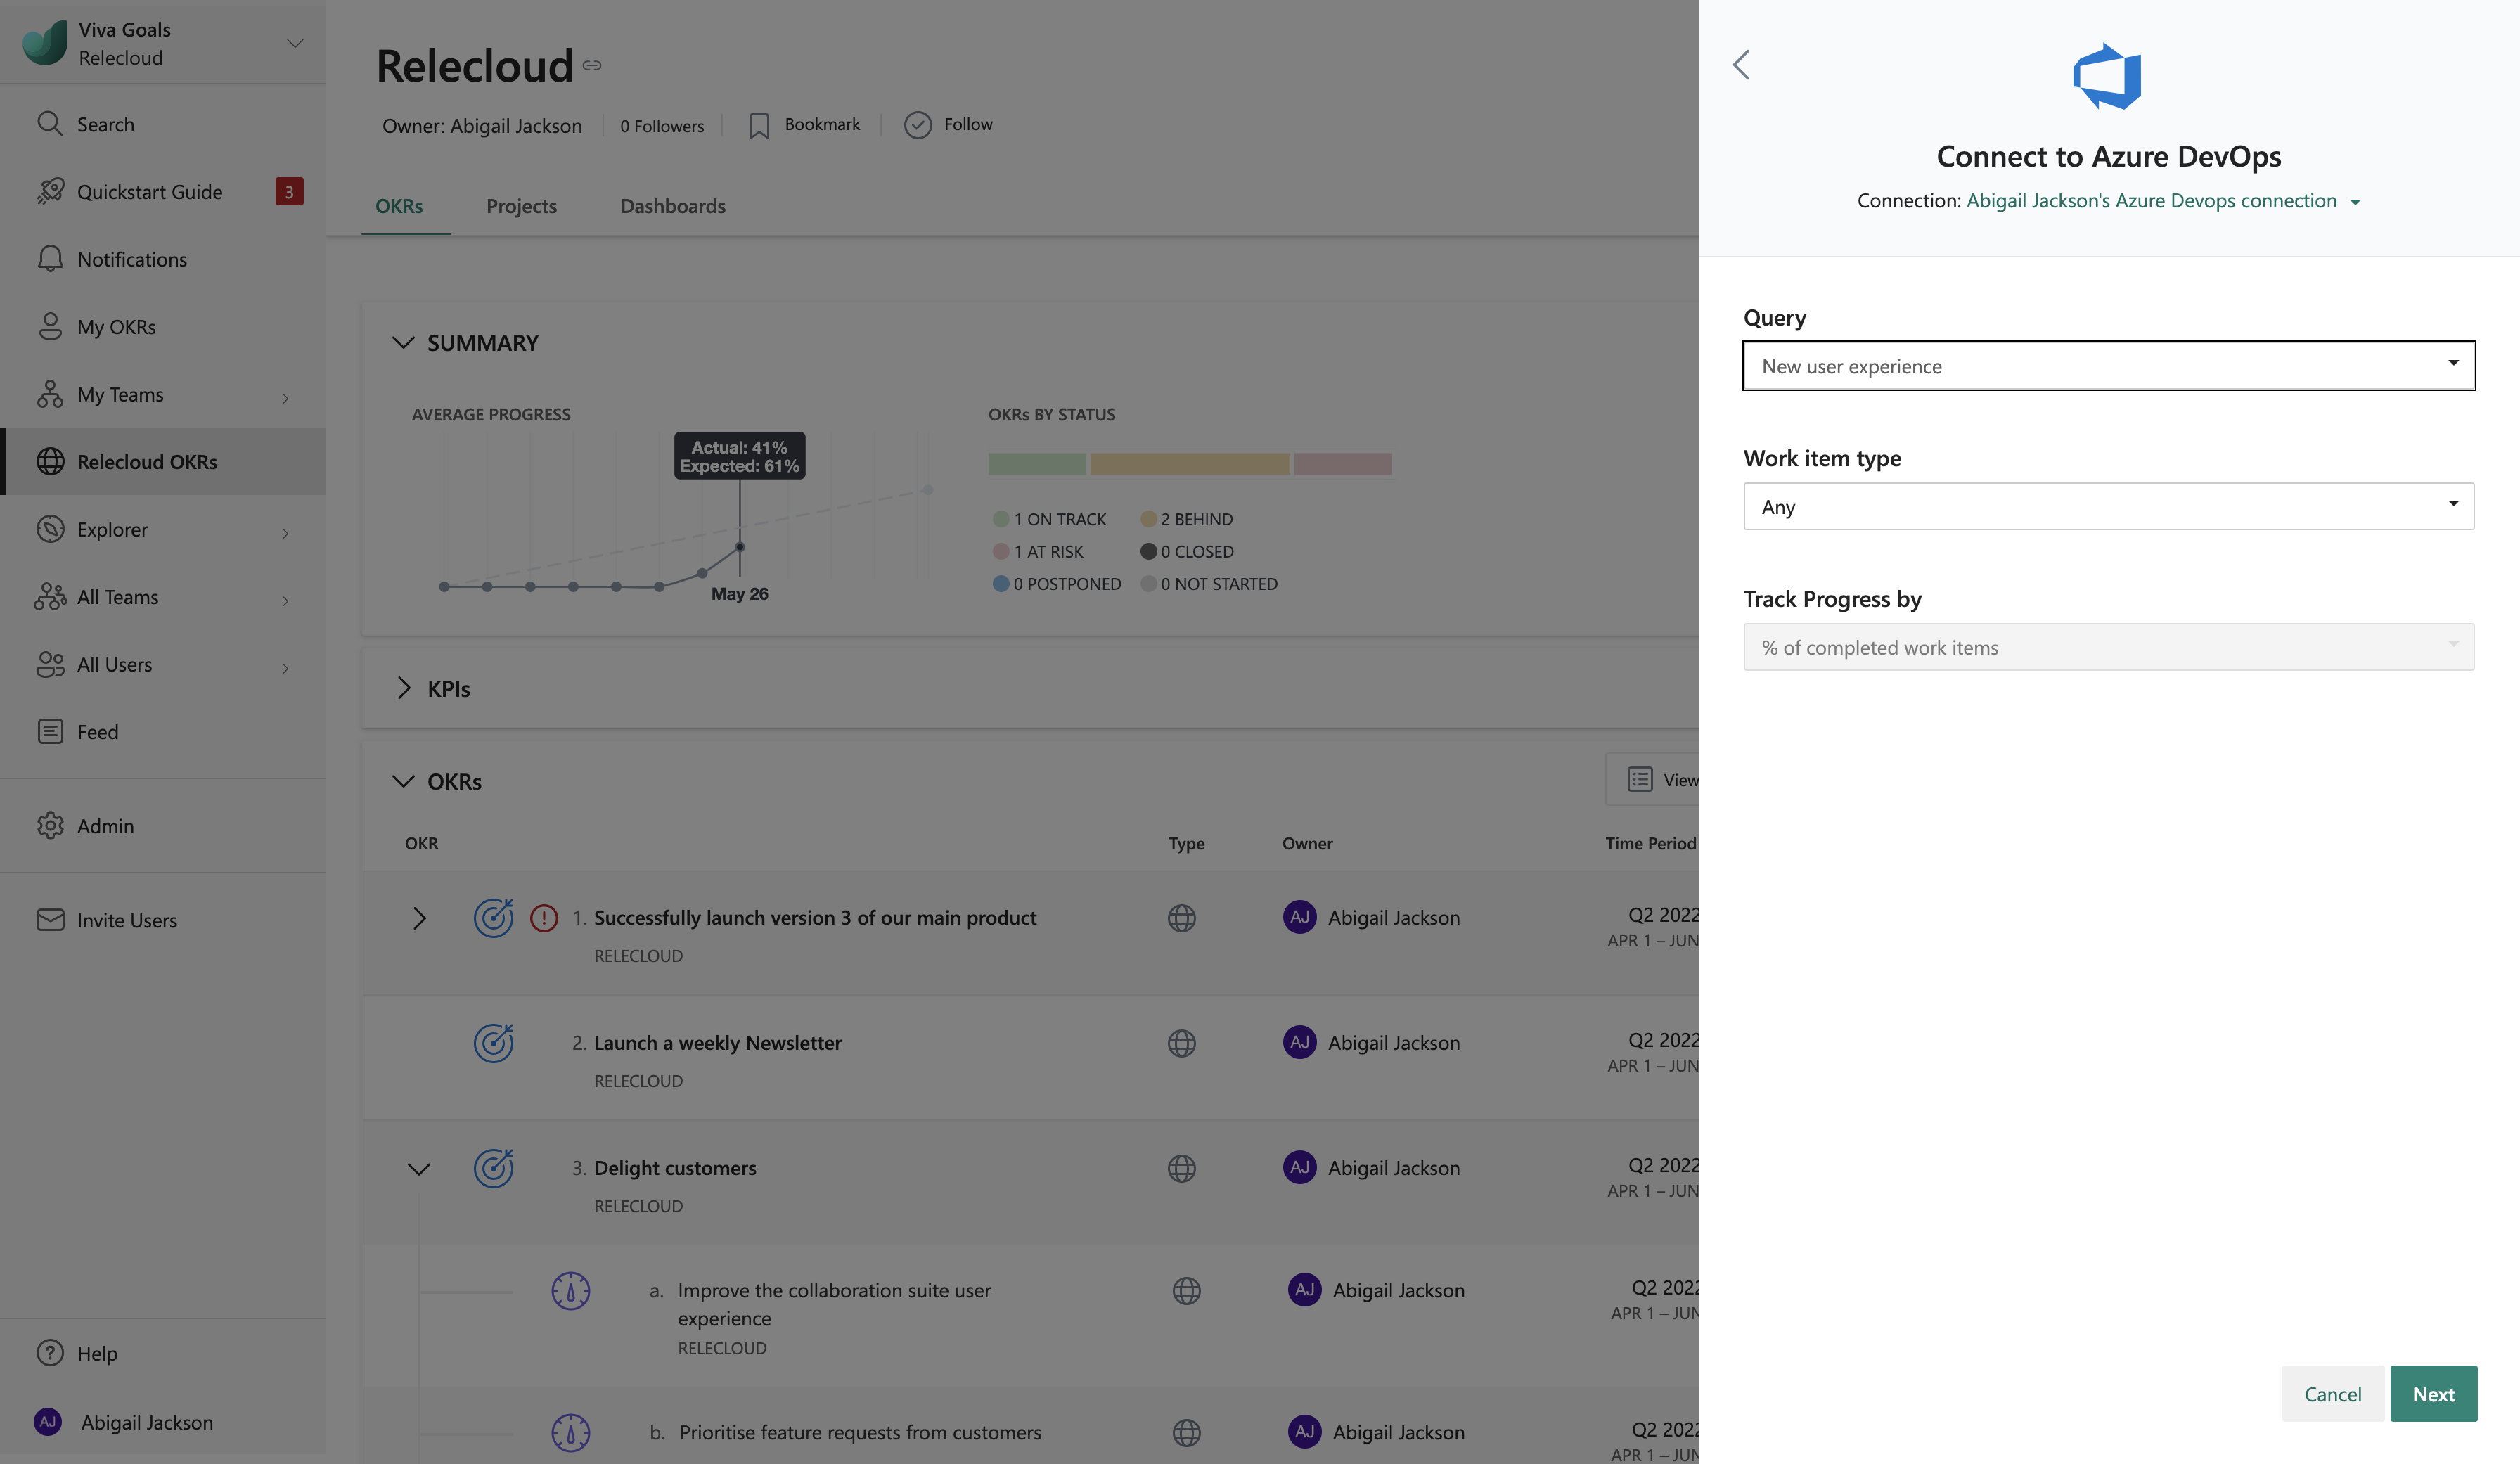 Viva Goals
Relecloud
Search
Quickstart Guide 3
Notifications
My OKRs
My Teams
Relecloud OKRs
Explorer
All Teams
All Users
Feed
Admin
Invite Users
Help
AJ Abigail Jackson
Relecloud
Owner: Abigail Jackson 0 Followers Bookmark Follow
OKRs Projects Dashboards
SUMMARY
AVERAGE PROGRESS
Actual: 41%
Expected: 61%
May 26
OKRs BY STATUS
1 ON TRACK 2 BEHIND
1 AT RISK 0 CLOSED
0 POSTPONED 0 NOT STARTED
KPIs
OKRs View
OKR Type Owner Time Period
1. Successfully launch version 3 of our main product AJ Abigail Jackson Q2 2022
RELECLOUD APR 1 – JUN
2. Launch a weekly Newsletter AJ Abigail Jackson Q2 2022
RELECLOUD APR 1 – JUN
3. Delight customers AJ Abigail Jackson Q2 2022
RELECLOUD APR 1 – JUN
a. Improve the collaboration suite user AJ Abigail Jackson Q2 2022
experience APR 1 – JUN
RELECLOUD
b. Prioritise feature requests from customers AJ Abigail Jackson Q2 2022
APR 1 – JUN
Connect to Azure DevOps
Connection: Abigail Jackson's Azure Devops connection
Query
New user experience
Work item type
Any
Track Progress by
% of completed work items
Cancel Next